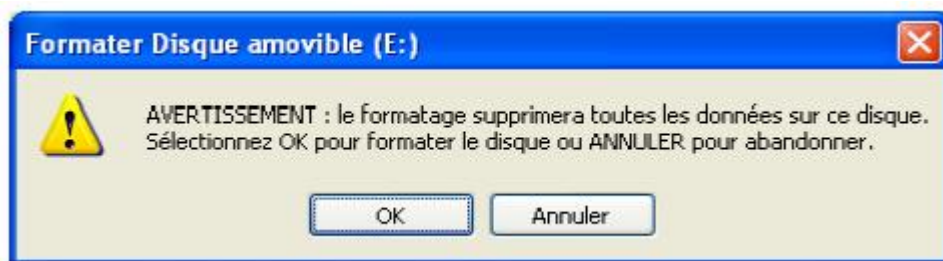 Formater Disque amovible (E:)
AVERTISSEMENT : le formatage supprimera toutes les données sur ce disque.
Sélectionnez OK pour formater le disque ou ANNULER pour abandonner.
OK
Annuler